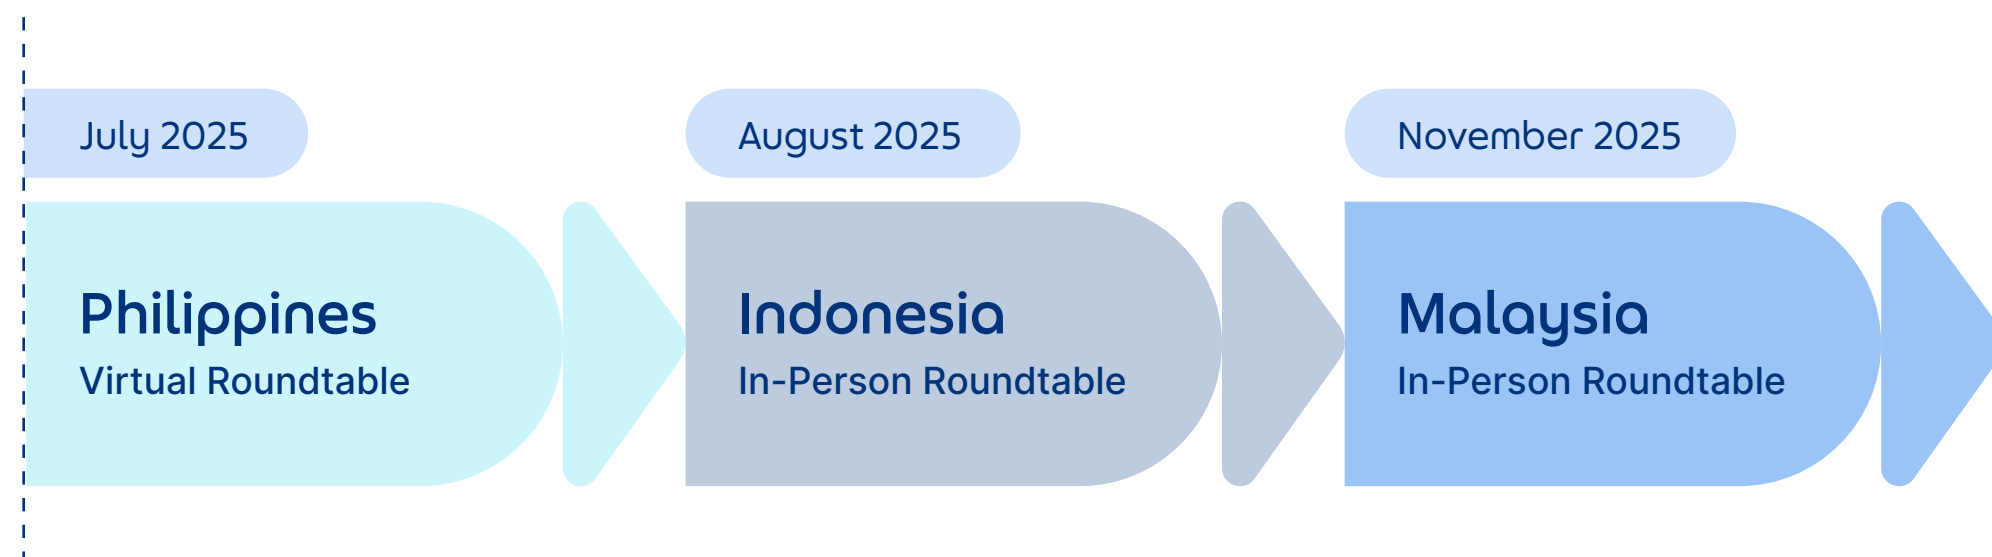 July 2025
Philippines
Virtual Roundtable
August 2025
Indonesia
In-Person Roundtable
November 2025
Malaysia
In-Person Roundtable